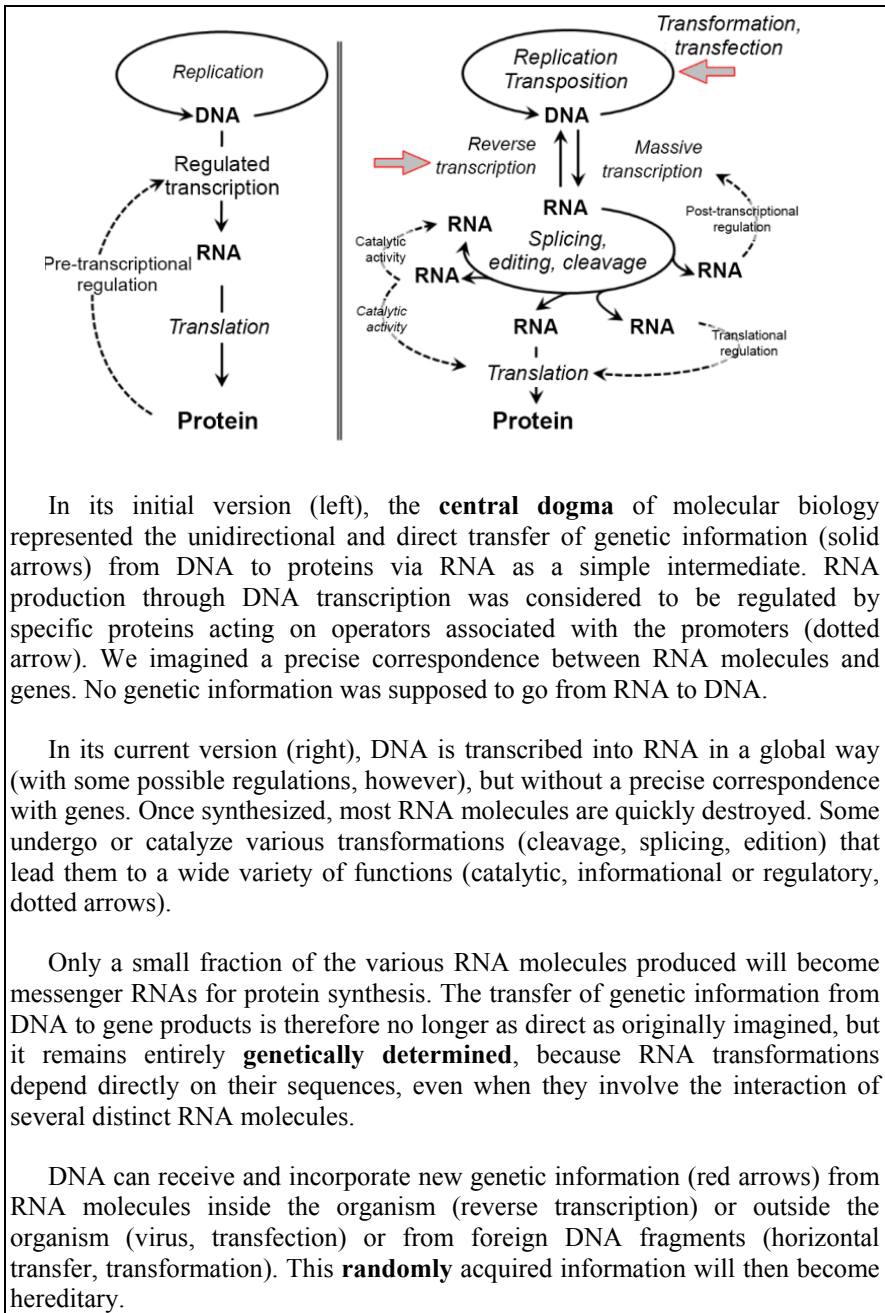 Replication
DNA
Regulated
transcription
RNA
Pre-transcriptional
regulation
Translation
Protein
Transformation,
transfection
Replication
Transposition
DNA
Reverse
transcription
Massive
transcription
RNA
Post-transcriptional
regulation
RNA
Splicing,
editing, cleavage
Catalytic
activity
RNA
RNA
Catalytic
activity
RNA
RNA
Translational
regulation
Translation
Protein
In its initial version (left), the central dogma of molecular biology
represented the unidirectional and direct transfer of genetic information (solid
arrows) from DNA to proteins via RNA as a simple intermediate. RNA
production through DNA transcription was considered to be regulated by
specific proteins acting on operators associated with the promoters (dotted
arrow). We imagined a precise correspondence between RNA molecules and
genes. No genetic information was supposed to go from RNA to DNA.
In its current version (right), DNA is transcribed into RNA in a global way
(with some possible regulations, however), but without a precise correspondence
with genes. Once synthesized, most RNA molecules are quickly destroyed. Some
undergo or catalyze various transformations (cleavage, splicing, edition) that
lead them to a wide variety of functions (catalytic, informational or regulatory,
dotted arrows).
Only a small fraction of the various RNA molecules produced will become
messenger RNAs for protein synthesis. The transfer of genetic information from
DNA to gene products is therefore no longer as direct as originally imagined, but
it remains entirely genetically determined, because RNA transformations
depend directly on their sequences, even when they involve the interaction of
several distinct RNA molecules.
DNA can receive and incorporate new genetic information (red arrows) from
RNA molecules inside the organism (reverse transcription) or outside the
organism (virus, transfection) or from foreign DNA fragments (horizontal
transfer, transformation). This randomly acquired information will then become
hereditary.